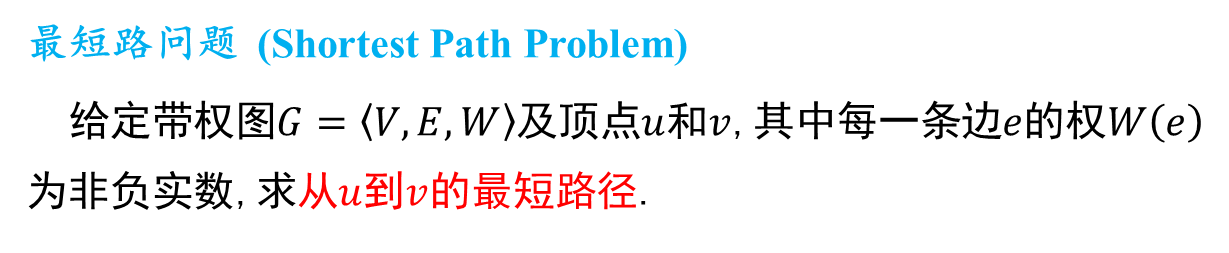 最短路问题 (Shortest Path Problem)
给定带权图G = ⟨V, E, W⟩及顶点u和v, 其中每一条边e的权W(e)
为非负实数, 求从u到v的最短路径.